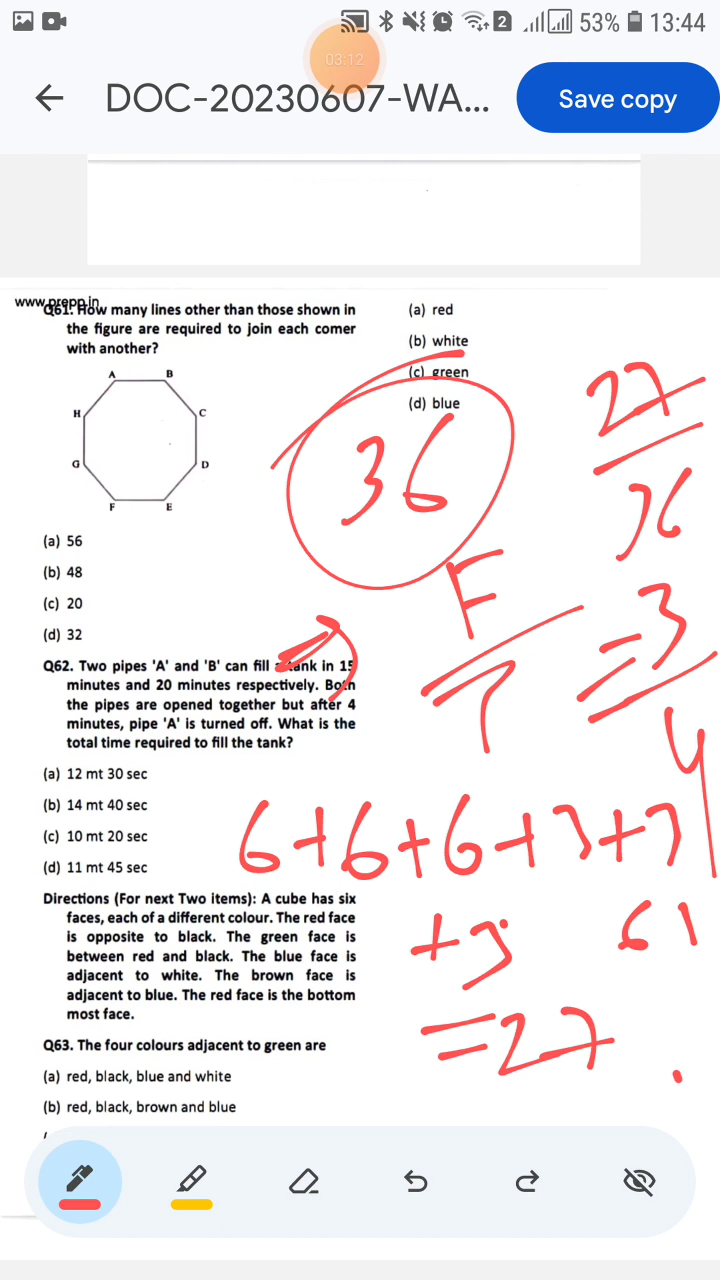 2 53% 13:44
03:12
DOC-20230607-WA... Save copy
www.prepp.in
Q61. How many lines other than those shown in
the figure are required to join each comer
with another?
A B
H C
G D
F E
(a) 56
(b) 48
(c) 20
(d) 32
Q62. Two pipes 'A' and 'B' can fill a tank in 15
minutes and 20 minutes respectively. Both
the pipes are opened together but after 4
minutes, pipe 'A' is turned off. What is the
total time required to fill the tank?
(a) 12 mt 30 sec
(b) 14 mt 40 sec
(c) 10 mt 20 sec
(d) 11 mt 45 sec
Directions (For next Two items): A cube has six
faces, each of a different colour. The red face
is opposite to black. The green face is
between red and black. The blue face is
adjacent to white. The brown face is
adjacent to blue. The red face is the bottom
most face.
Q63. The four colours adjacent to green are
(a) red, black, blue and white
(b) red, black, brown and blue
(a) red
(b) white
(c) green
(d) blue
36
27
36
F
T
=3
4
6+6+6+3+3
+3
61
=27